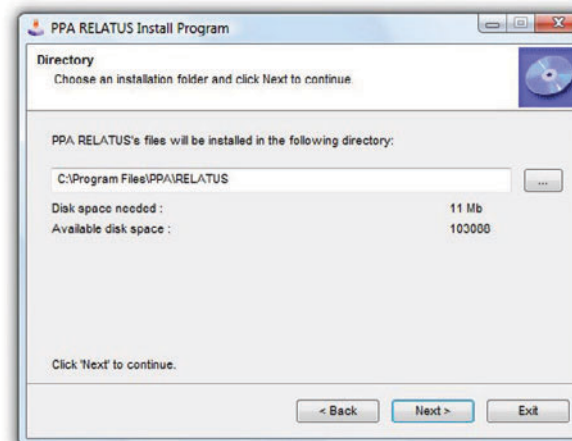 PPA RELATUS Install Program
Directory
Choose an installation folder and click Next to continue.
PPA RELATUS's files will be installed in the following directory:
C:\Program Files\PPA\RELATUS
...
Disk space needed : 11 Mb
Available disk space : 103088
Click 'Next' to continue.
< Back Next > Exit